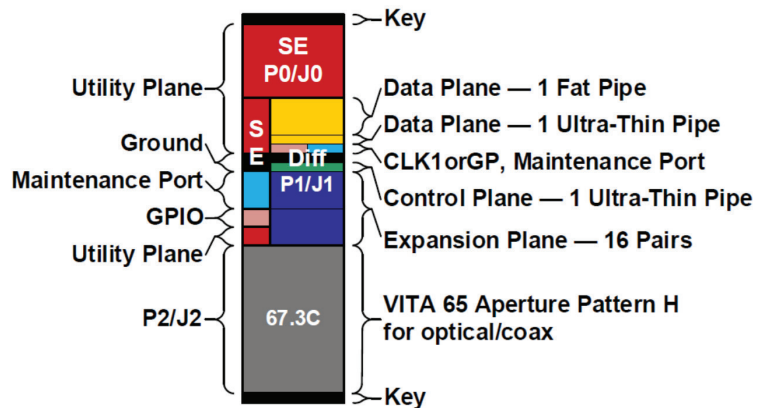 Key
SE
P0/J0
Utility Plane
Data Plane — 1 Fat Pipe
Data Plane — 1 Ultra-Thin Pipe
S
E
Ground
Diff
CLK1orGP, Maintenance Port
Maintenance Port
P1/J1
Control Plane — 1 Ultra-Thin Pipe
GPIO
Expansion Plane — 16 Pairs
Utility Plane
P2/J2
67.3C
VITA 65 Aperture Pattern H
for optical/coax
Key